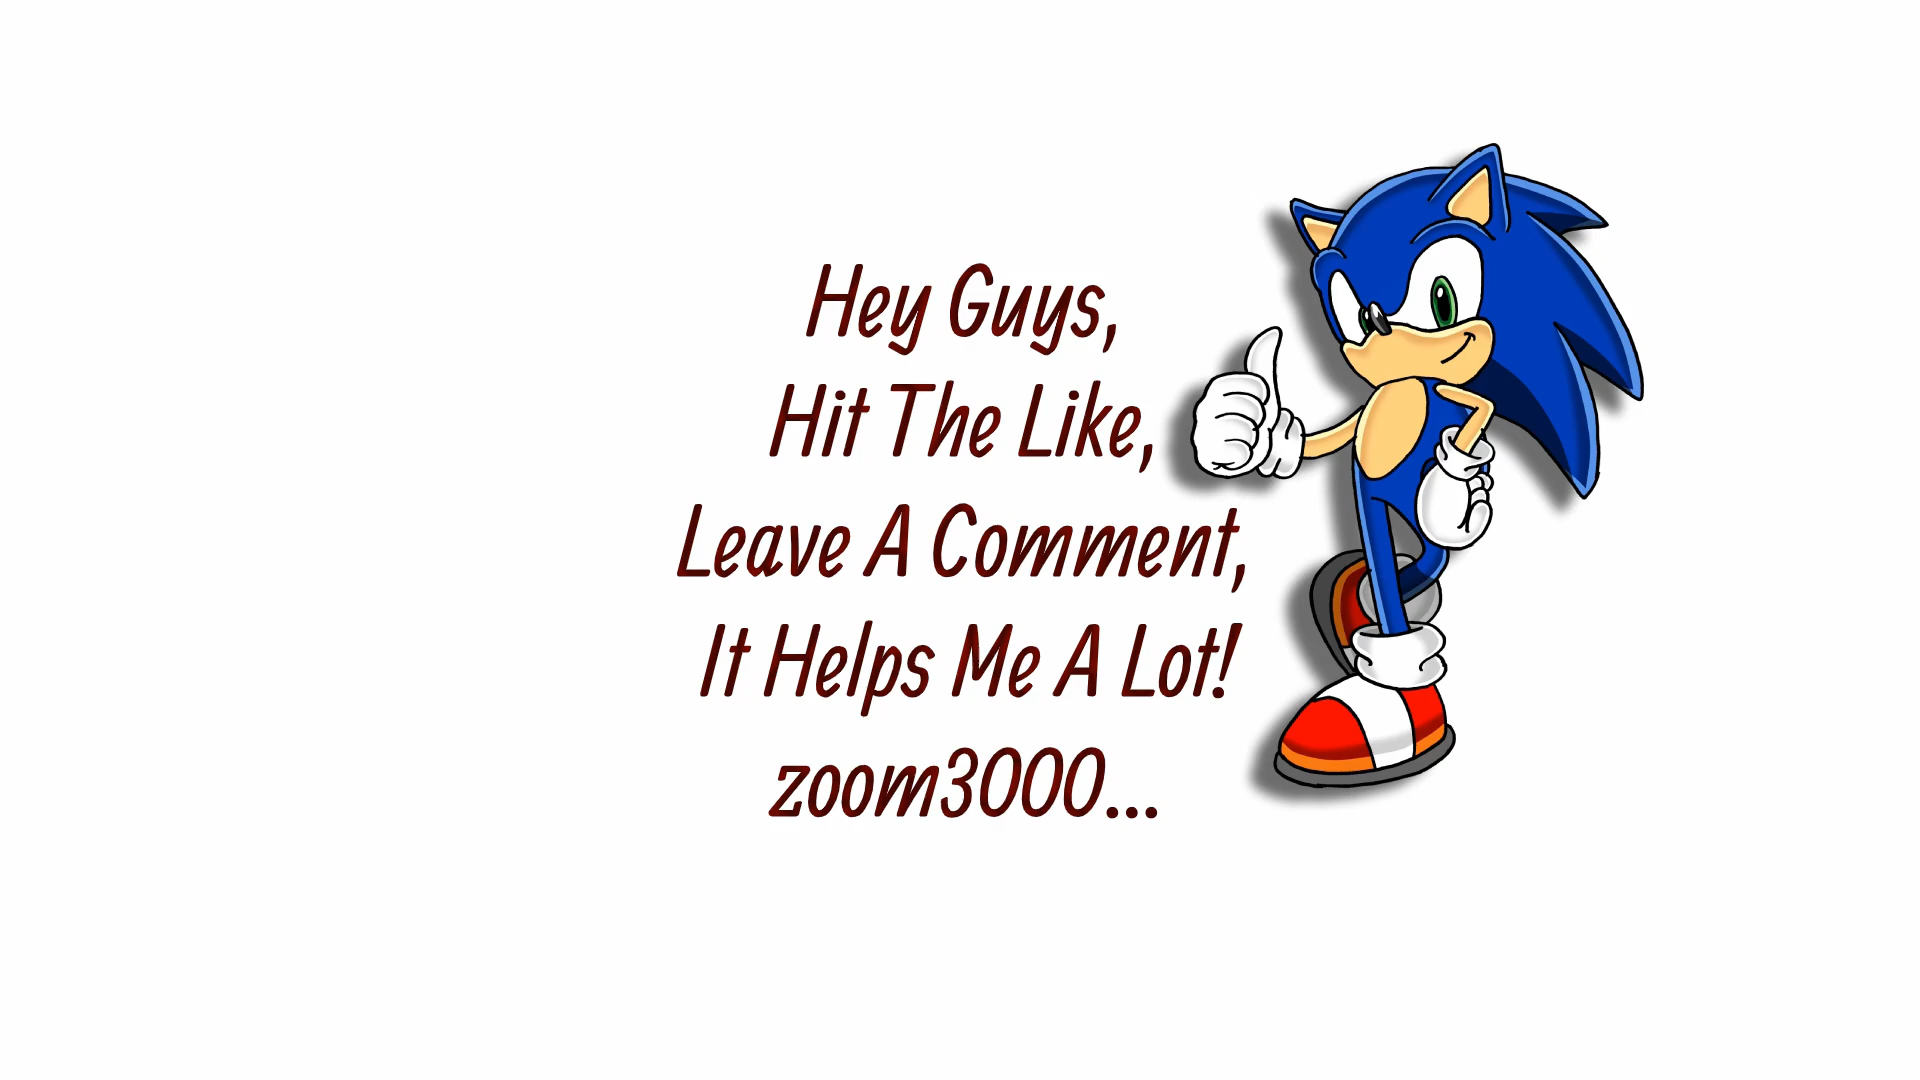 Hey Guys,
Hit The Like,
Leave A Comment,
It Helps Me A Lot!
zoom3000...